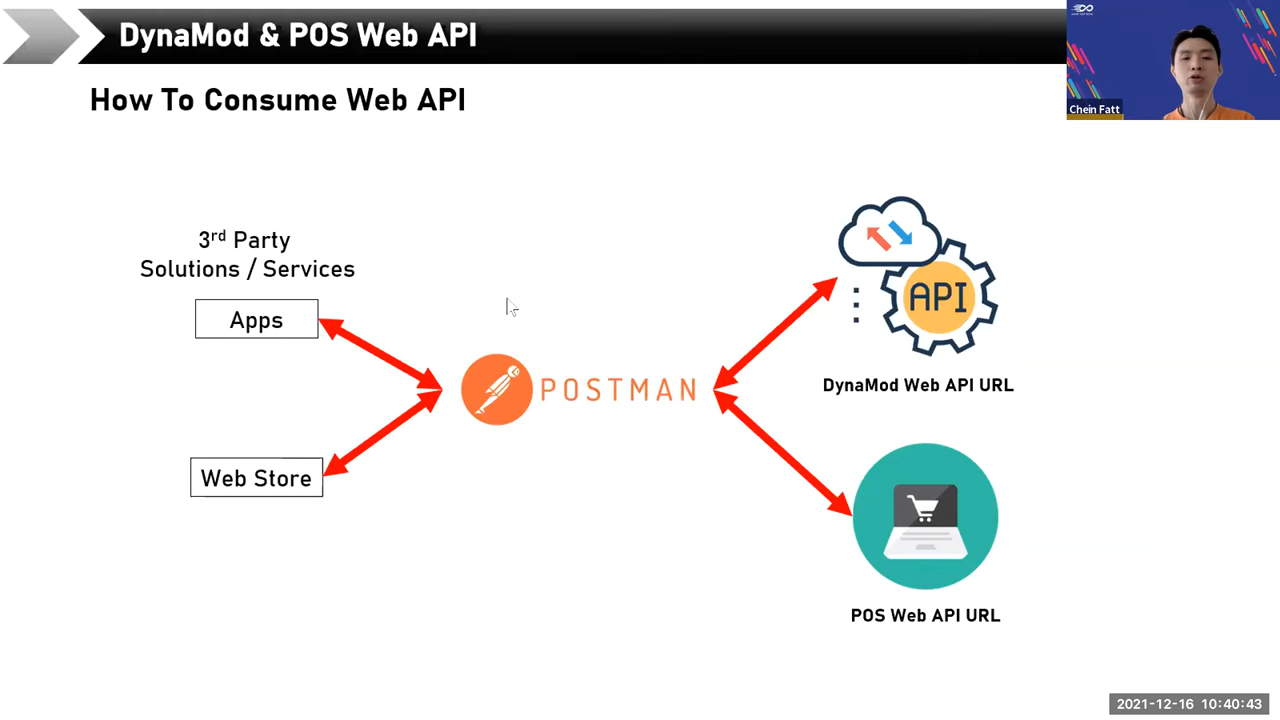 DynaMod & POS Web API
How To Consume Web API
Chein Fatt
3rd Party
Solutions / Services
Apps
Web Store
POSTMAN
API
DynaMod Web API URL
POS Web API URL
2021-12-16 10:40:43